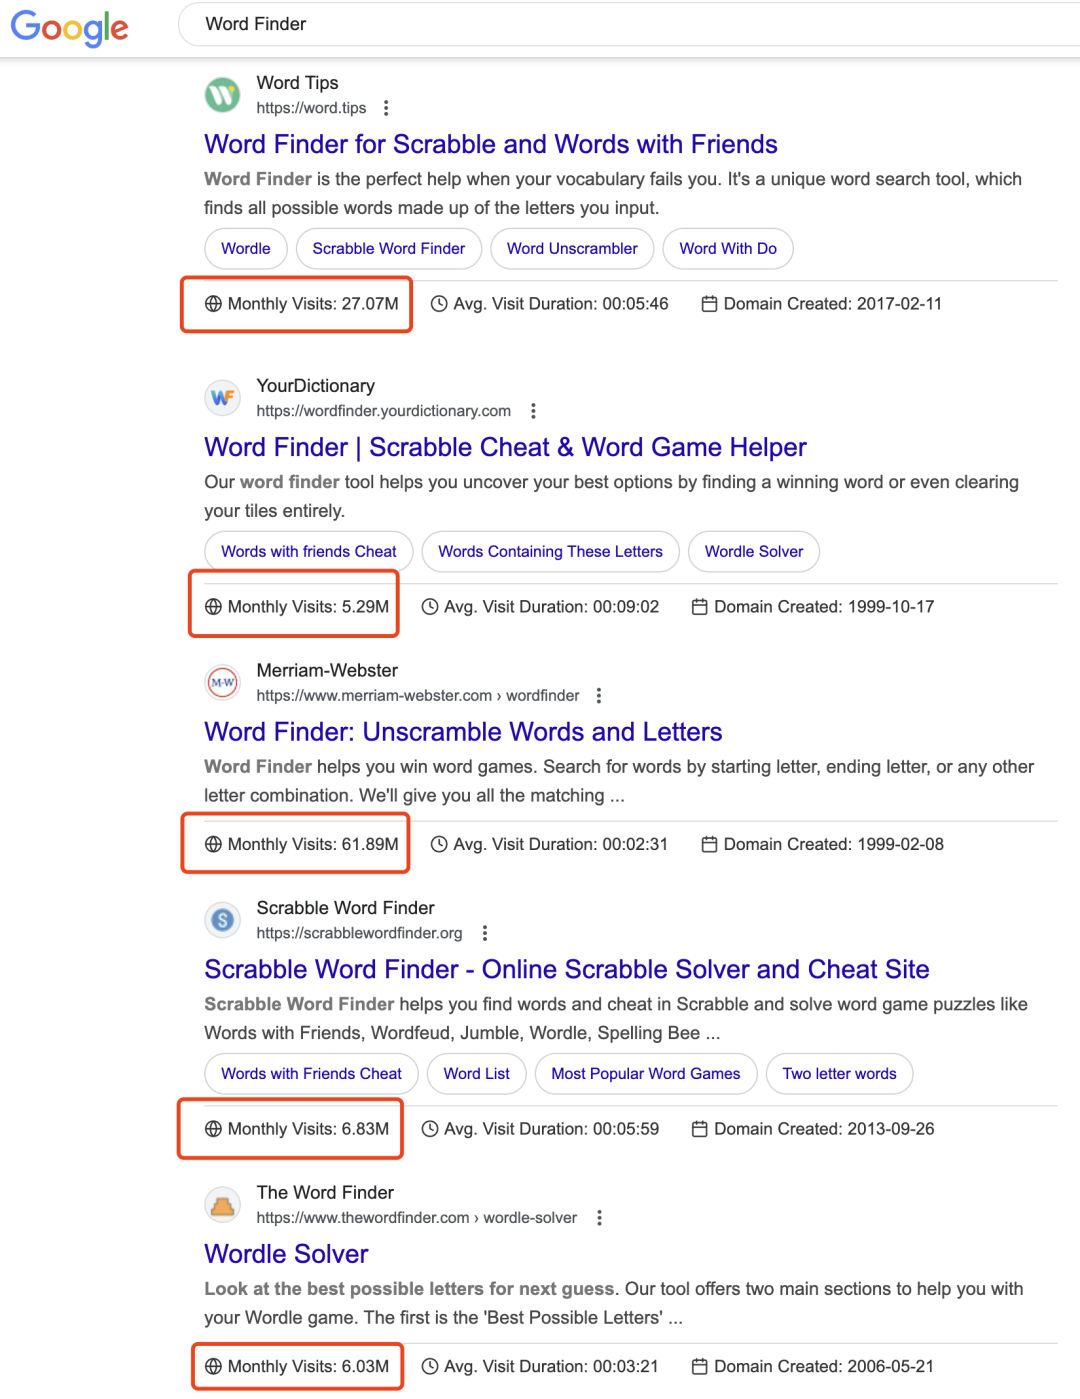 Google
Word Finder
Word Tips
https://word.tips
Word Finder for Scrabble and Words with Friends
Word Finder is the perfect help when your vocabulary fails you. It's a unique word search tool, which
finds all possible words made up of the letters you input.
Wordle Scrabble Word Finder Word Unscrambler Word With Do
Monthly Visits: 27.07M Avg. Visit Duration: 00:05:46 Domain Created: 2017-02-11
WF
YourDictionary
https://wordfinder.yourdictionary.com
Word Finder | Scrabble Cheat & Word Game Helper
Our word finder tool helps you uncover your best options by finding a winning word or even clearing
your tiles entirely.
Words with friends Cheat Words Containing These Letters Wordle Solver
Monthly Visits: 5.29M Avg. Visit Duration: 00:09:02 Domain Created: 1999-10-17
M-W
Merriam-Webster
https://www.merriam-webster.com › wordfinder
Word Finder: Unscramble Words and Letters
Word Finder helps you win word games. Search for words by starting letter, ending letter, or any other
letter combination. We'll give you all the matching ...
Monthly Visits: 61.89M Avg. Visit Duration: 00:02:31 Domain Created: 1999-02-08
S
Scrabble Word Finder
https://scrabblewordfinder.org
Scrabble Word Finder - Online Scrabble Solver and Cheat Site
Scrabble Word Finder helps you find words and cheat in Scrabble and solve word game puzzles like
Words with Friends, Wordfeud, Jumble, Wordle, Spelling Bee ...
Words with Friends Cheat Word List Most Popular Word Games Two letter words
Monthly Visits: 6.83M Avg. Visit Duration: 00:05:59 Domain Created: 2013-09-26
The Word Finder
https://www.thewordfinder.com › wordle-solver
Wordle Solver
Look at the best possible letters for next guess. Our tool offers two main sections to help you with
your Wordle game. The first is the 'Best Possible Letters' ...
Monthly Visits: 6.03M Avg. Visit Duration: 00:03:21 Domain Created: 2006-05-21